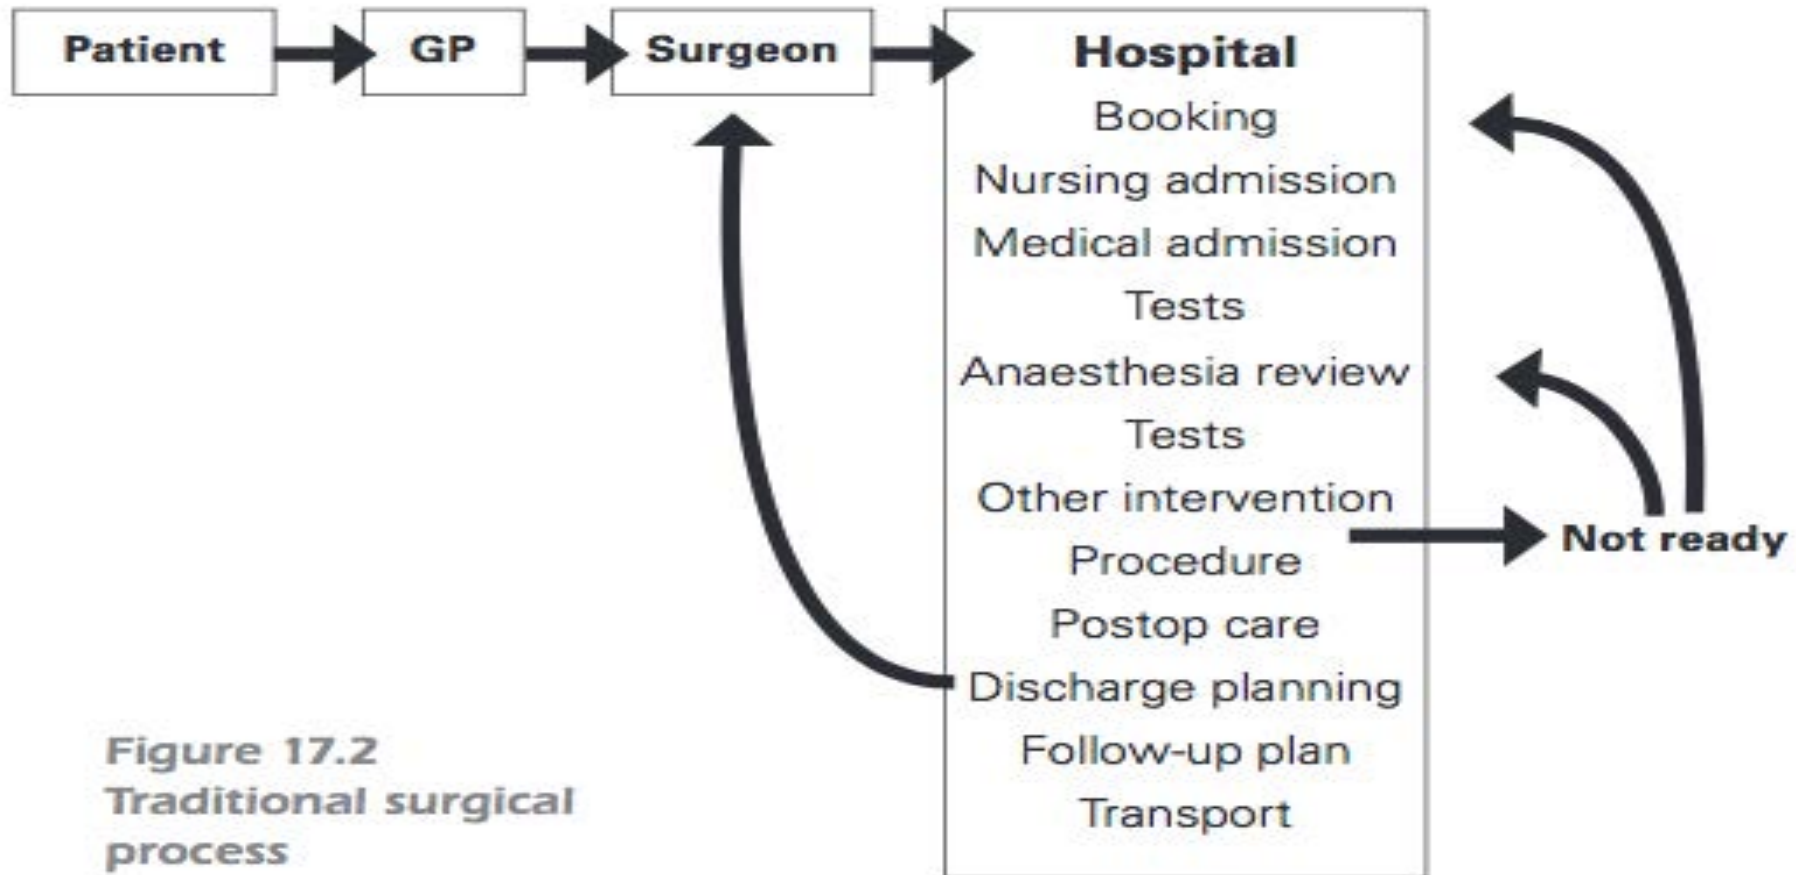 Patient
GP
Surgeon
Hospital
Booking
Nursing admission
Medical admission
Tests
Anaesthesia review
Tests
Other intervention
Not ready
Procedure
Postop care
Discharge planning
Follow-up plan
Transport
Figure 17.2
Traditional surgical
process